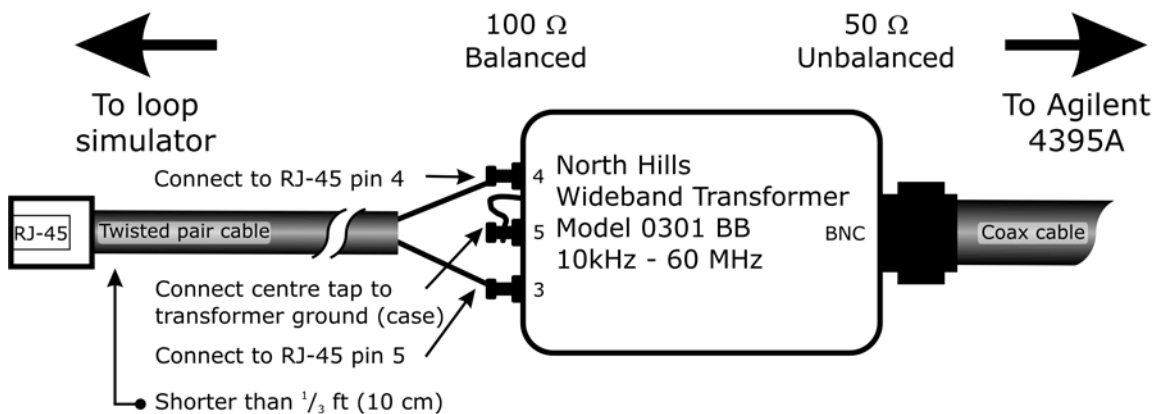 100 Ω
Balanced
50 Ω
Unbalanced
To loop
simulator
To Agilent
4395A
Connect to RJ-45 pin 4
4
North Hills
Wideband Transformer
Model 0301 BB
10kHz - 60 MHz
RJ-45
Twisted pair cable
5
BNC
Coax cable
3
Connect centre tap to
transformer ground (case)
Connect to RJ-45 pin 5
Shorter than 1/3 ft (10 cm)